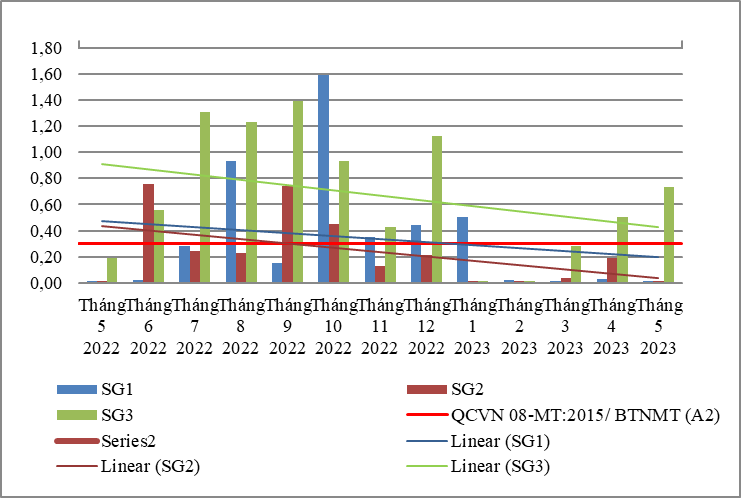 1,80
1,60
1,40
1,20
1,00
0,80
0,60
0,40
0,20
0,00
Tháng Tháng Tháng Tháng Tháng Tháng Tháng Tháng Tháng Tháng Tháng Tháng Tháng
5 6 7 8 9 10 11 12 1 2 3 4 5
2022 2022 2022 2022 2022 2022 2022 2022 2023 2023 2023 2023 2023
SG1 SG2
SG3 QCVN 08-MT:2015/ BTNMT (A2)
Series2 Linear (SG1)
Linear (SG2) Linear (SG3)